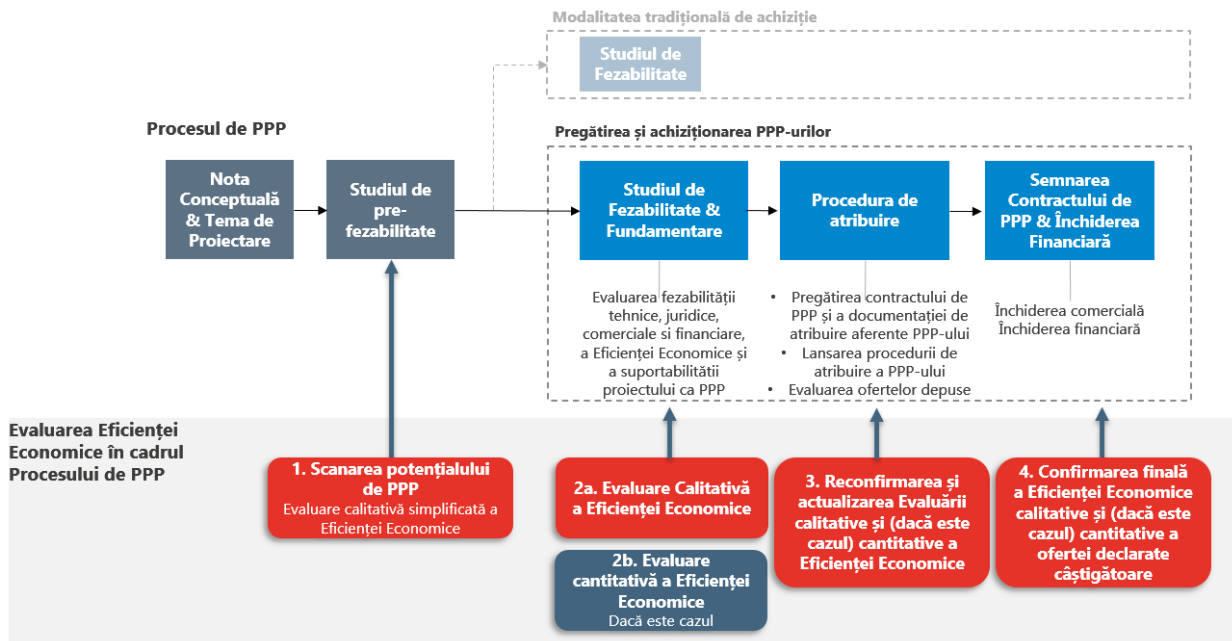 Modalitatea tradițională de achiziție
Studiul de
Fezabilitate
Procesul de PPP
Pregătirea și achiziționarea PPP-urilor
Nota
Conceptuală
& Tema de
Proiectare
Studiul de
pre-
fezabilitate
Studiul de
Fezabilitate &
Fundamentare
Procedura de
atribuire
Semnarea
Contractului de
PPP & Închiderea
Financiară
Evaluarea fezabilității
tehnice, juridice,
comerciale si financiare,
a Eficienței Economice și
a suportabilității
proiectului ca PPP
• Pregătirea contractului de
PPP și a documentației de
atribuire aferente PPP-ului
• Lansarea procedurii de
atribuire a PPP-ului
• Evaluarea ofertelor depuse
Închiderea comercială
Închiderea financiară
Evaluarea Eficienței
Economice în cadrul
Procesului de PPP
1. Scanarea potențialului
de PPP
Evaluare calitativă simplificată a
Eficienței Economice
2a. Evaluare Calitativă
a Eficienței Economice
2b. Evaluare
cantitativă a Eficienței
Economice
Dacă este cazul
3. Reconfirmarea și
actualizarea Evaluării
calitative și (dacă este
cazul) cantitative a
Eficienței Economice
4. Confirmarea finală
a Eficienței Economice
calitative și (dacă este
cazul) cantitative a
ofertei declarate
câștigătoare